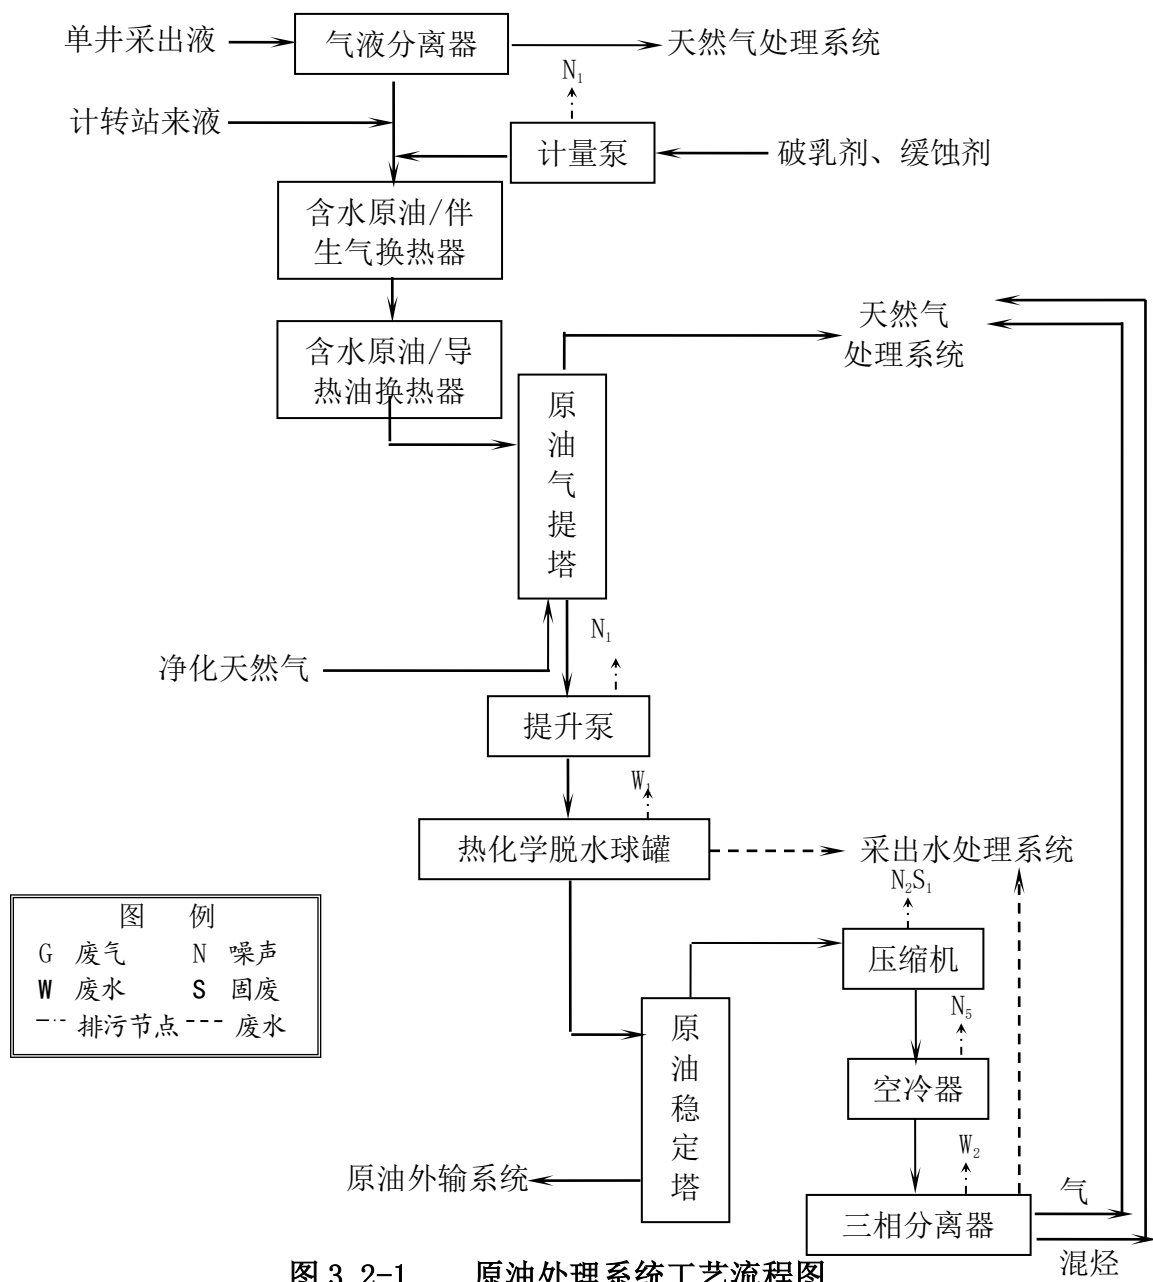 单井采出液
气液分离器
天然气处理系统
N₁
计转站来液
计量泵
破乳剂、缓蚀剂
含水原油/伴
生气换热器
天然气
处理系统
含水原油/导
热油换热器
原
油
气
提
塔
N₁
净化天然气
提升泵
W₁
热化学脱水球罐
采出水处理系统
N₂S₁
图 例
G 废气 N 噪声
W 废水 S 固废
排污节点 废水
压缩机
N₅
原
油
稳
定
塔
空冷器
W₂
原油外输系统
气
三相分离器
混烃
图 3.2-1 原油处理系统工艺流程图